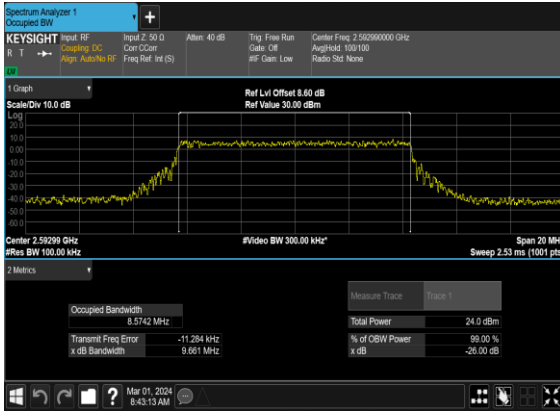 Spectrum Analyzer 1
Occupied BW
+
KEYSIGHT Input: RF Input Z: 50 Ω Atten: 40 dB Trig: Free Run Center Freq: 2.592990000 GHz
R T Coupling: DC Corr CCorr Gate: Off Avg|Hold: 100/100
Align: Auto/No RF Freq Ref: Int (S) #IF Gain: Low Radio Std: None
1 Graph
Ref Lvl Offset 8.60 dB
Scale/Div 10.0 dB Ref Value 30.00 dBm
Log
20.0
10.0
0.00
-10.0
-20.0
-30.0
-40.0
-50.0
-60.0
Center 2.59299 GHz #Video BW 300.00 kHz* Span 20 MH
#Res BW 100.00 kHz Sweep 2.53 ms (1001 pts
2 Metrics
Measure Trace Trace 1
Occupied Bandwidth
8.5742 MHz Total Power 24.0 dBm
Transmit Freq Error -11.284 kHz % of OBW Power 99.00 %
x dB Bandwidth 9.661 MHz x dB -26.00 dB
? Mar 01, 2024
8:43:13 AM